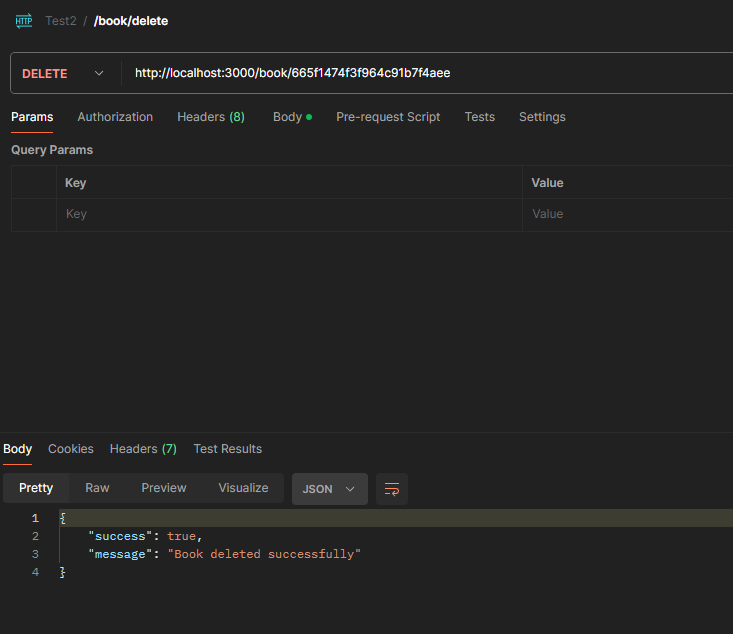 HTTP Test2 / /book/delete
DELETE http://localhost:3000/book/665f1474f3f964c91b7f4aee
Params Authorization Headers (8) Body Pre-request Script Tests Settings
Query Params
Key Value
Key Value
Body Cookies Headers (7) Test Results
Pretty Raw Preview Visualize JSON
1 {
2 "success": true,
3 "message": "Book deleted successfully"
4 }